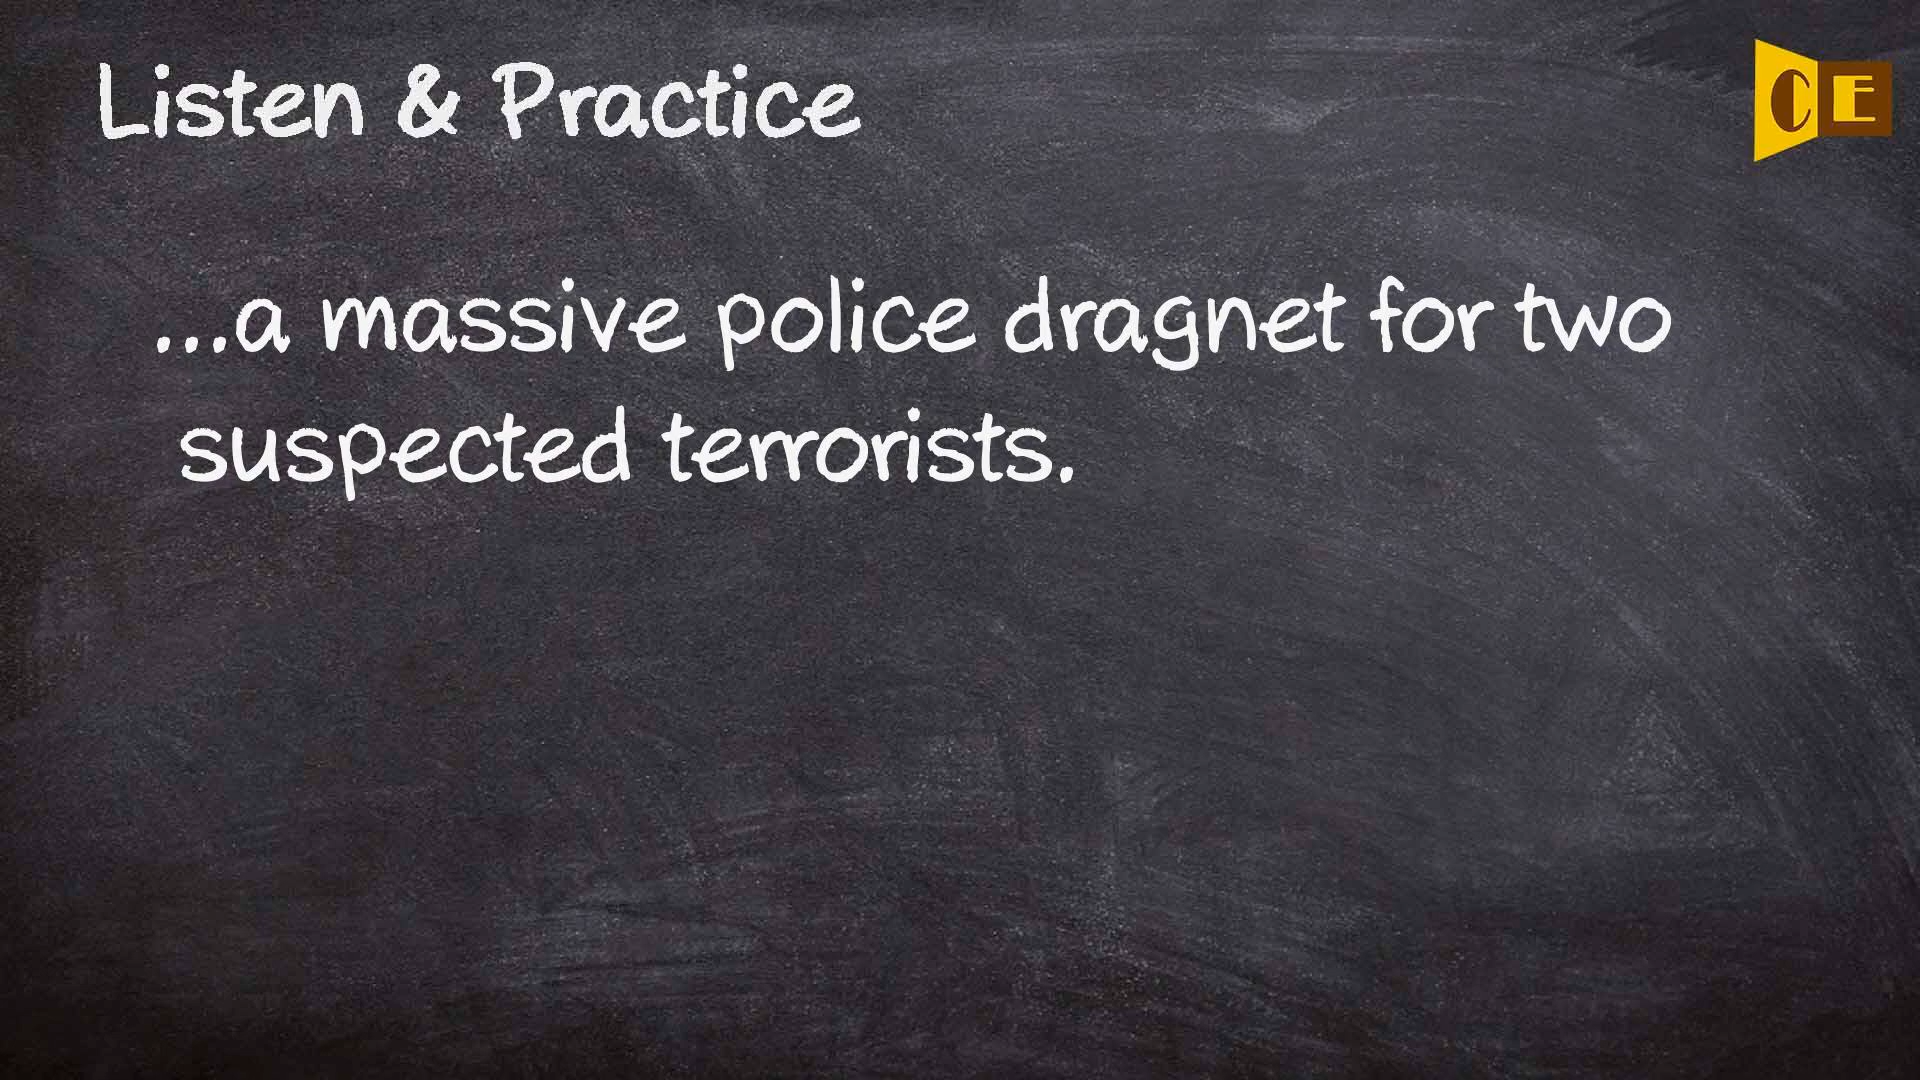 Listen & Practice
CE
...a massive police dragnet for two
suspected terrorists.